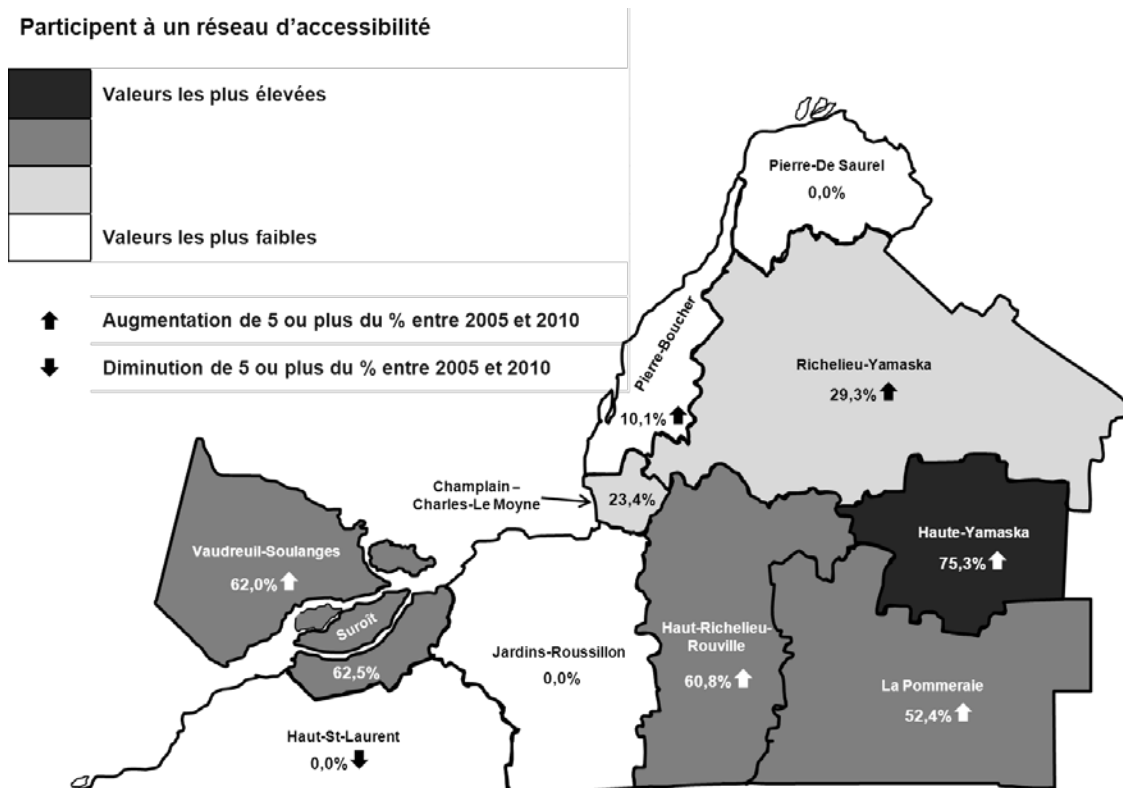 Participent à un réseau d’accessibilité
Valeurs les plus élevées
Valeurs les plus faibles
Augmentation de 5 ou plus du % entre 2005 et 2010
Diminution de 5 ou plus du % entre 2005 et 2010
Pierre-De Saurel
0,0%
Pierre-Boucher
10,1%
Richelieu-Yamaska
29,3%
Champlain –
Charles-Le Moyne
23,4%
Haute-Yamaska
75,3%
Vaudreuil-Soulanges
62,0%
Suroît
62,5%
Jardins-Roussillon
0,0%
Haut-Richelieu-
Rouville
60,8%
La Pommeraie
52,4%
Haut-St-Laurent
0,0%